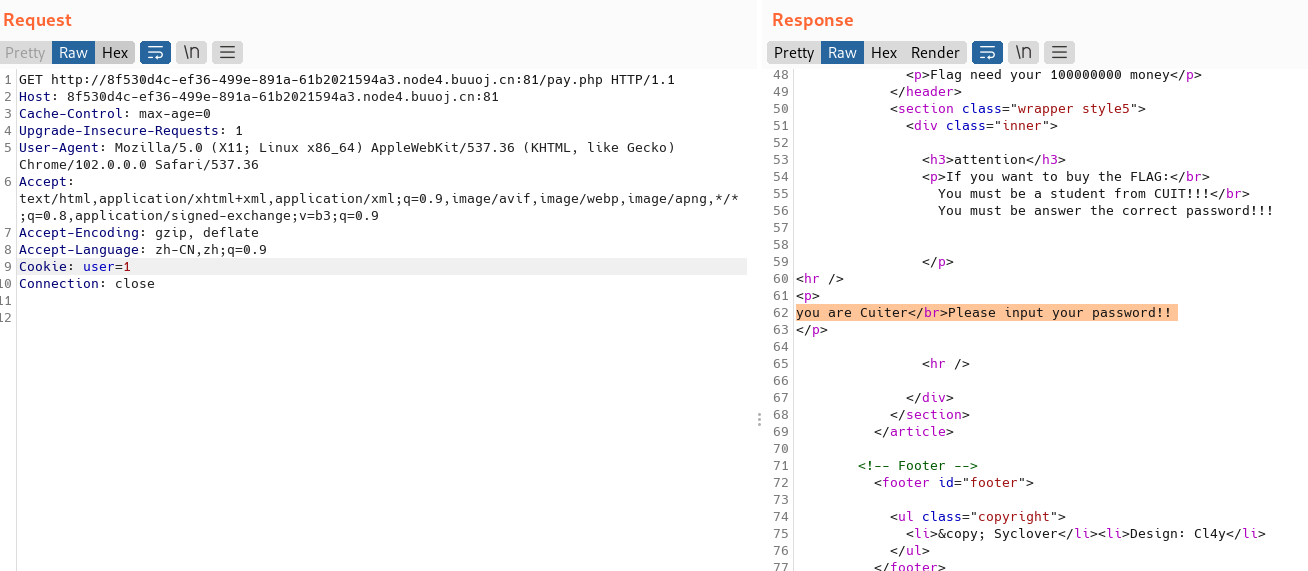 Request
Pretty Raw Hex \n
1 GET http://8f530d4c-ef36-499e-891a-61b2021594a3.node4.buuoj.cn:81/pay.php HTTP/1.1
2 Host: 8f530d4c-ef36-499e-891a-61b2021594a3.node4.buuoj.cn:81
3 Cache-Control: max-age=0
4 Upgrade-Insecure-Requests: 1
5 User-Agent: Mozilla/5.0 (X11; Linux x86_64) AppleWebKit/537.36 (KHTML, like Gecko)
Chrome/102.0.0.0 Safari/537.36
6 Accept:
text/html,application/xhtml+xml,application/xml;q=0.9,image/avif,image/webp,image/apng,*/*
;q=0.8,application/signed-exchange;v=b3;q=0.9
7 Accept-Encoding: gzip, deflate
8 Accept-Language: zh-CN,zh;q=0.9
9 Cookie: user=1
10 Connection: close
11
12
Response
Pretty Raw Hex Render \n
48 <p>Flag need your 100000000 money</p>
49 </header>
50 <section class="wrapper style5">
51 <div class="inner">
52
53 <h3>attention</h3>
54 <p>If you want to buy the FLAG:</br>
55 You must be a student from CUIT!!!</br>
56 You must be answer the correct password!!!
57
58
59 </p>
60 <hr />
61 <p>
62 you are Cuiter</br>Please input your password!!
63 </p>
64
65 <hr />
66
67 </div>
68 </section>
69 </article>
70
71 <!-- Footer -->
72 <footer id="footer">
73
74 <ul class="copyright">
75 <li>&copy; Syclover</li><li>Design: Cl4y</li>
76 </ul>
77 </footer>